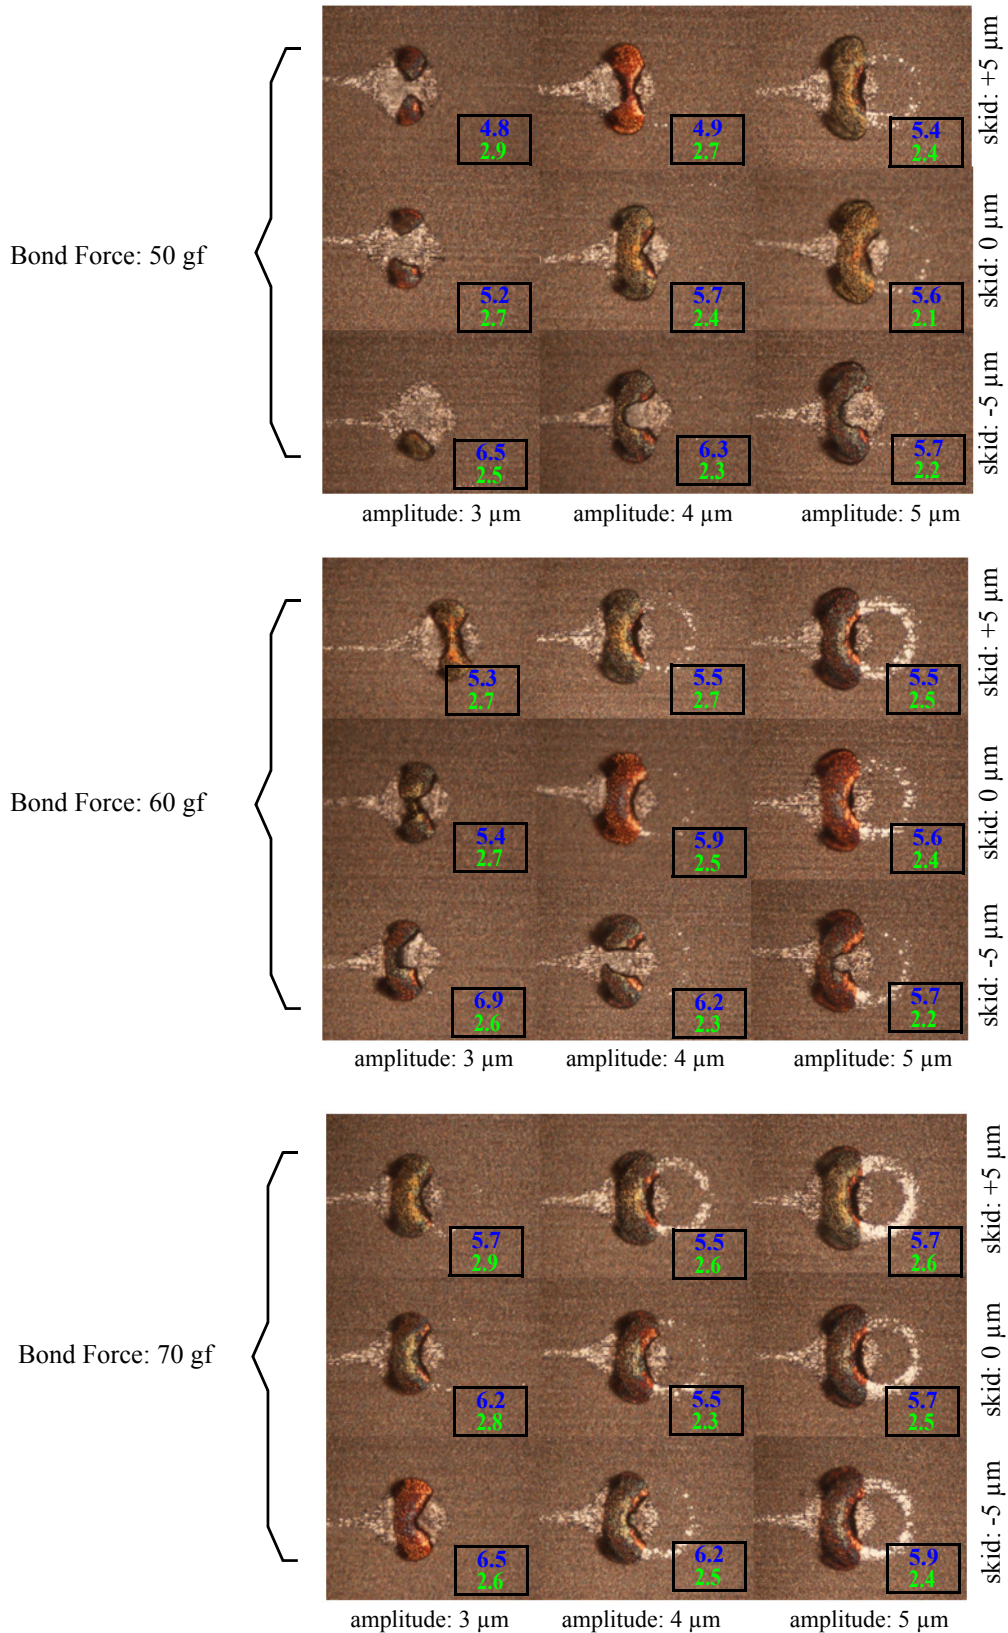 skid: +5 µm
4.8
2.9
4.9
2.7
5.4
2.4
Bond Force: 50 gf
skid: 0 µm
5.2
2.7
5.7
2.4
5.6
2.1
skid: -5 µm
6.5
2.5
6.3
2.3
5.7
2.2
amplitude: 3 µm
amplitude: 4 µm
amplitude: 5 µm
skid: +5 µm
5.3
2.7
5.5
2.7
5.5
2.5
Bond Force: 60 gf
skid: 0 µm
5.4
2.7
5.9
2.5
5.6
2.4
skid: -5 µm
6.9
2.6
6.2
2.3
5.7
2.2
amplitude: 3 µm
amplitude: 4 µm
amplitude: 5 µm
skid: +5 µm
5.7
2.9
5.5
2.6
5.7
2.6
Bond Force: 70 gf
skid: 0 µm
6.2
2.8
5.5
2.3
5.7
2.5
skid: -5 µm
6.5
2.6
6.2
2.5
5.9
2.4
amplitude: 3 µm
amplitude: 4 µm
amplitude: 5 µm